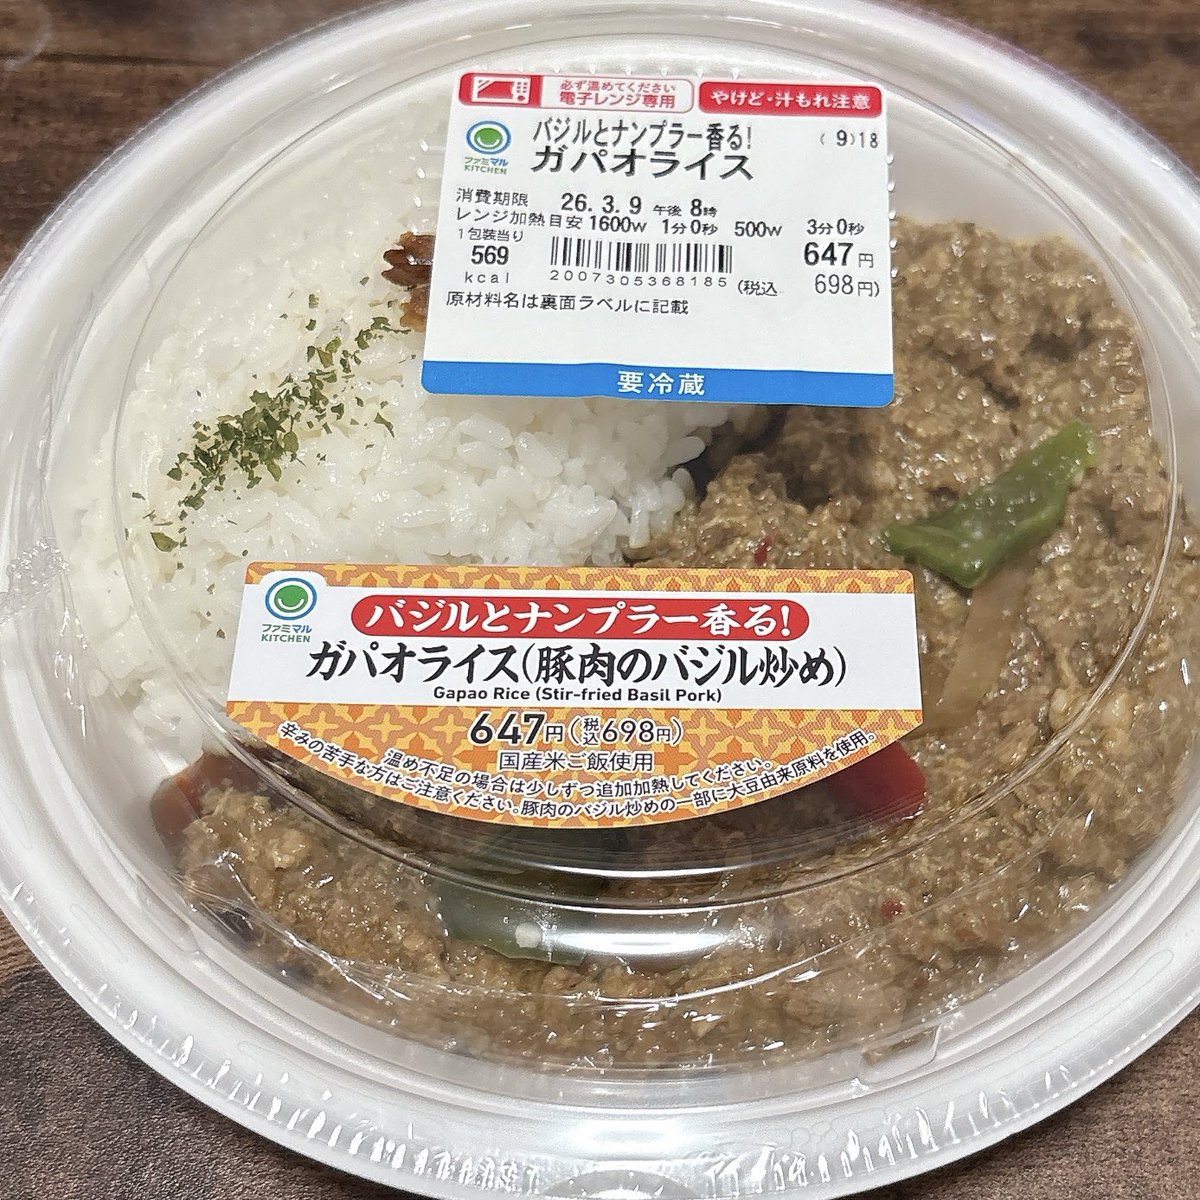 必ず温めてください
電子レンジ専用
やけど・汁もれ注意
ファミマル
KITCHEN
バジルとナンプラー香る!
(9)18
ガパオライス
消費期限 26.3.9 午後 8時
レンジ加熱目安 1600w 1分0秒 500w 3分0秒
1包装当り
569
kcal
647円
2007305368185
(税込 698円)
原材料名は裏面ラベルに記載
要冷蔵
ファミマル
KITCHEN
バジルとナンプラー香る!
ガパオライス(豚肉のバジル炒め)
Gapao Rice (Stir-fried Basil Pork)
647円(税込698円)
国産米ご飯使用
温め不足の場合は少しずつ追加加熱してください。
辛みの苦手な方はご注意ください。豚肉のバジル炒めの一部に大豆由来原料を使用。